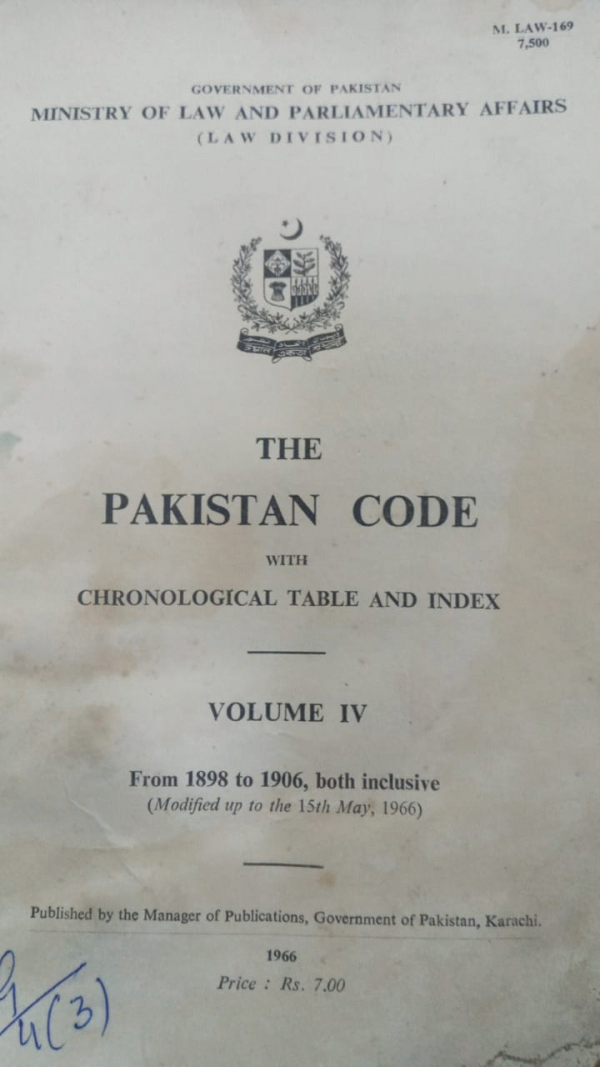 M. LAW-169
7,500
GOVERNMENT OF PAKISTAN
MINISTRY OF LAW AND PARLIAMENTARY AFFAIRS
(LAW DIVISION)
THE
PAKISTAN CODE
WITH
CHRONOLOGICAL TABLE AND INDEX
VOLUME IV
From 1898 to 1906, both inclusive
(Modified up to the 15th May, 1966)
Published by the Manager of Publications, Government of Pakistan, Karachi.
1966
Price : Rs. 7.00
4(3)